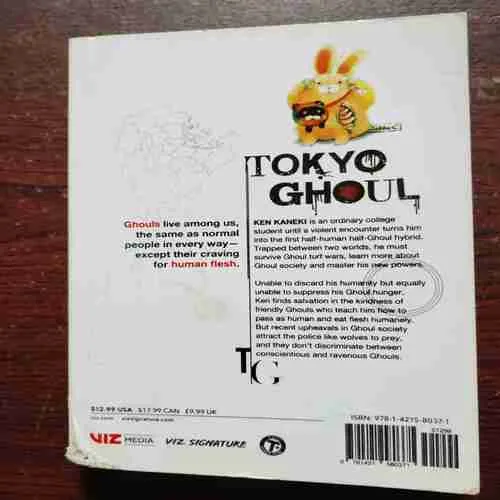 TOKYO
GHOUL
Ghouls live among us,
the same as normal
people in every way—
except their craving
for human flesh.
KEN KANEKI is an ordinary college
student until a violent encounter turns him
into the first half-human half-Ghoul hybrid.
Trapped between two worlds, he must
survive Ghoul turf wars, learn more about
Ghoul society and master his new powers.
Unable to discard his humanity but equally
unable to suppress his Ghoul hunger,
Ken finds salvation in the kindness of
friendly Ghouls who teach him how to
pass as human and eat flesh humanely.
But recent upheavals in Ghoul society
attract the police like wolves to prey,
and they don't discriminate between
conscientious and ravenous Ghouls.
TG
$12.99 USA $17.99 CAN £9.99 UK
ISBN: 978-1-4215-8037-1
VIZ MEDIA
VIZ SIGNATURE
51299
9 781421 580371